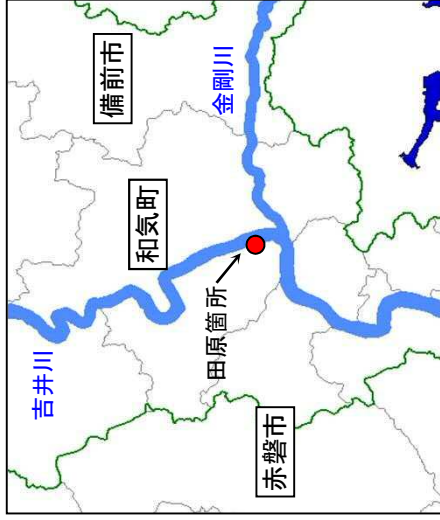 備前市
金剛川
和気町
田原箇所
吉井川
赤磐市